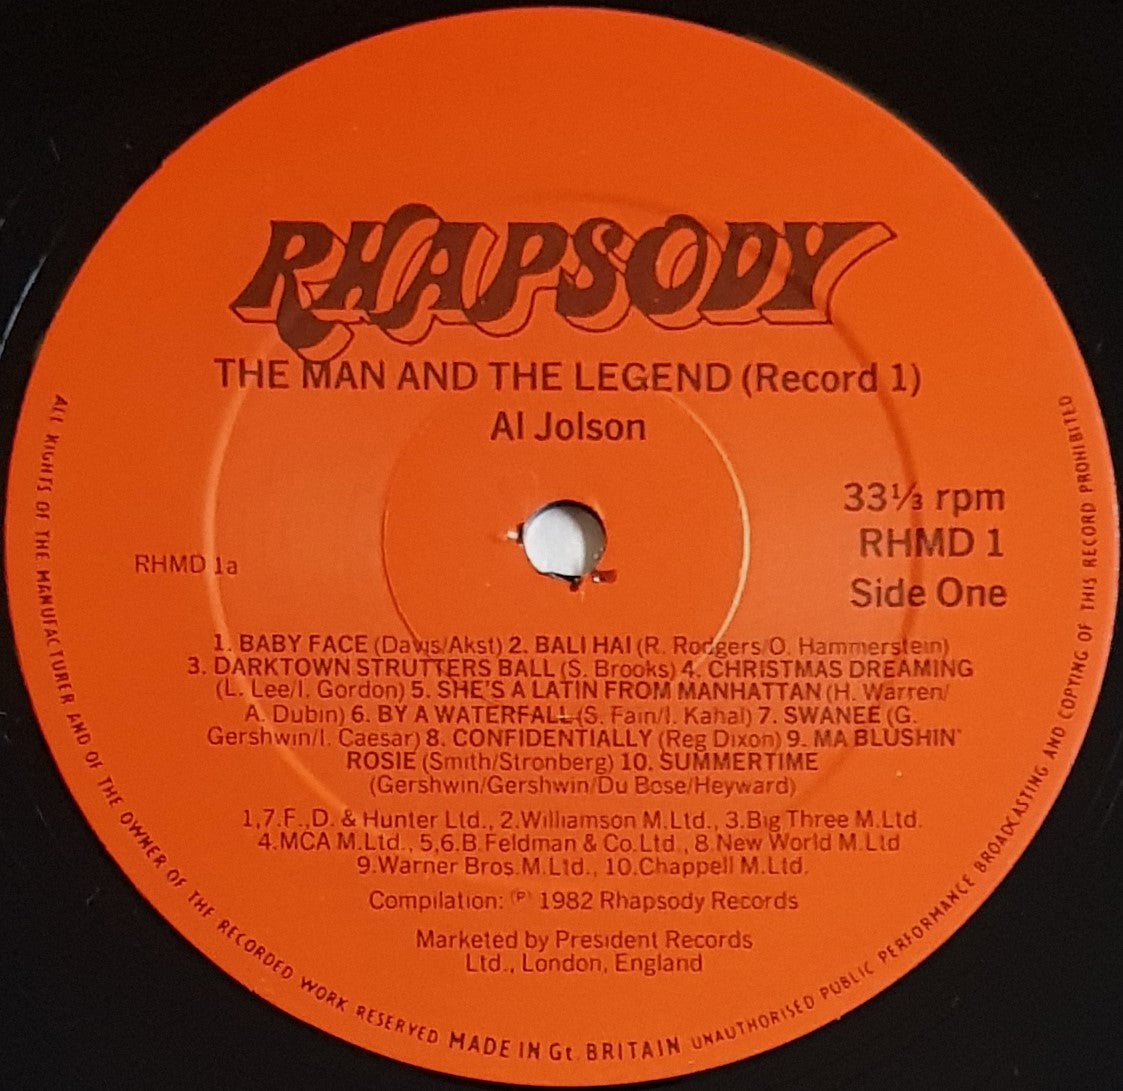 RHAPSODY
THE MAN AND THE LEGEND (Record 1)
Al Jolson
33⅓ rpm
RHMD 1
Side One
RHMD 1a
1. BABY FACE (Davis/Akst) 2. BALI HAI (R. Rodgers/O. Hammerstein)
3. DARKTOWN STRUTTERS BALL (S. Brooks) 4. CHRISTMAS DREAMING
(L. Lee/I. Gordon) 5. SHE'S A LATIN FROM MANHATTAN (H. Warren/
A. Dubin) 6. BY A WATERFALL (S. Fain/I. Kahal) 7. SWANEE (G.
Gershwin/I. Caesar) 8. CONFIDENTIALLY (Reg Dixon) 9. MA BLUSHIN'
ROSIE (Smith/Stronberg) 10. SUMMERTIME
(Gershwin/Gershwin/Du Bose/Heyward)
1,7.F.,D. & Hunter Ltd., 2.Williamson M.Ltd., 3.Big Three M.Ltd.
4.MCA M.Ltd., 5,6.B.Feldman & Co.Ltd., 8.New World M.Ltd
9.Warner Bros.M.Ltd., 10.Chappell M.Ltd.
Compilation: ℗ 1982 Rhapsody Records
Marketed by President Records
Ltd., London, England
ALL RIGHTS OF THE MANUFACTURER AND OF THE OWNER OF THE RECORDED WORK RESERVED MADE IN Gt. BRITAIN UNAUTHORISED PUBLIC PERFORMANCE BROADCASTING AND COPYING OF THIS RECORD PROHIBITED